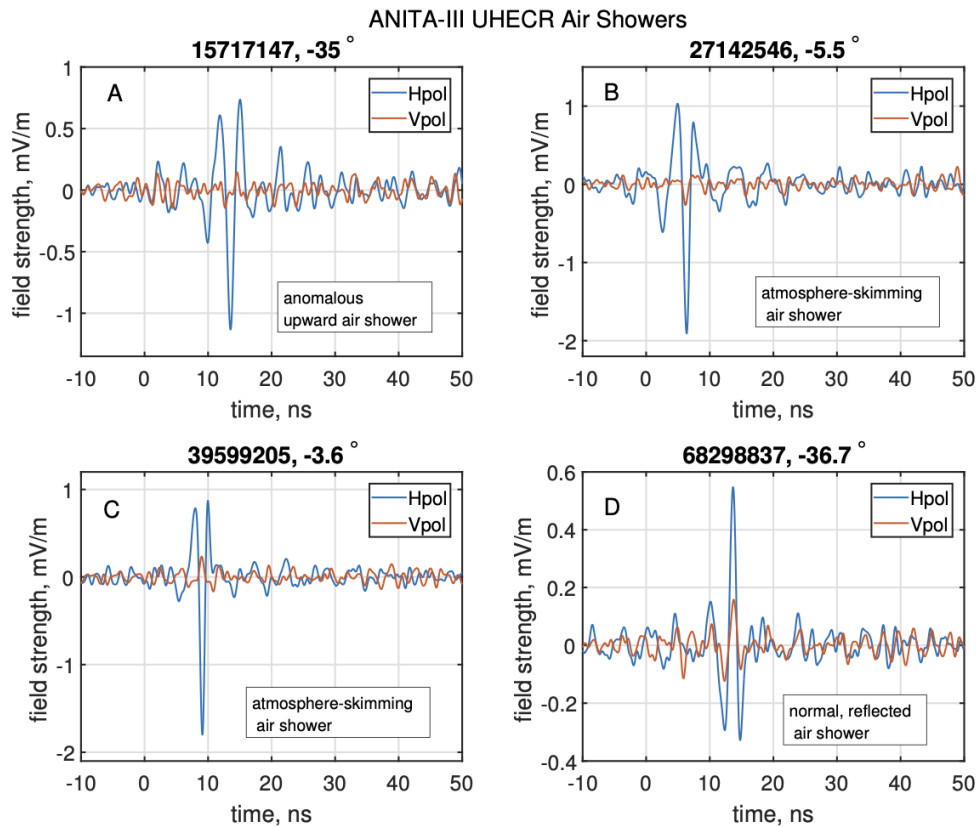 ANITA-III UHECR Air Showers
15717147, -35 °
A
Hpol
Vpol
1
0.5
0
-0.5
-1
field strength, mV/m
anomalous
upward air shower
-10 0 10 20 30 40 50
time, ns
27142546, -5.5 °
B
Hpol
Vpol
1
0
-1
-2
field strength, mV/m
atmosphere-skimming
air shower
-10 0 10 20 30 40 50
time, ns
39599205, -3.6 °
C
Hpol
Vpol
1
0
-1
-2
field strength, mV/m
atmosphere-skimming
air shower
-10 0 10 20 30 40 50
time, ns
68298837, -36.7 °
D
Hpol
Vpol
0.6
0.4
0.2
0
-0.2
-0.4
field strength, mV/m
normal, reflected
air shower
-10 0 10 20 30 40 50
time, ns